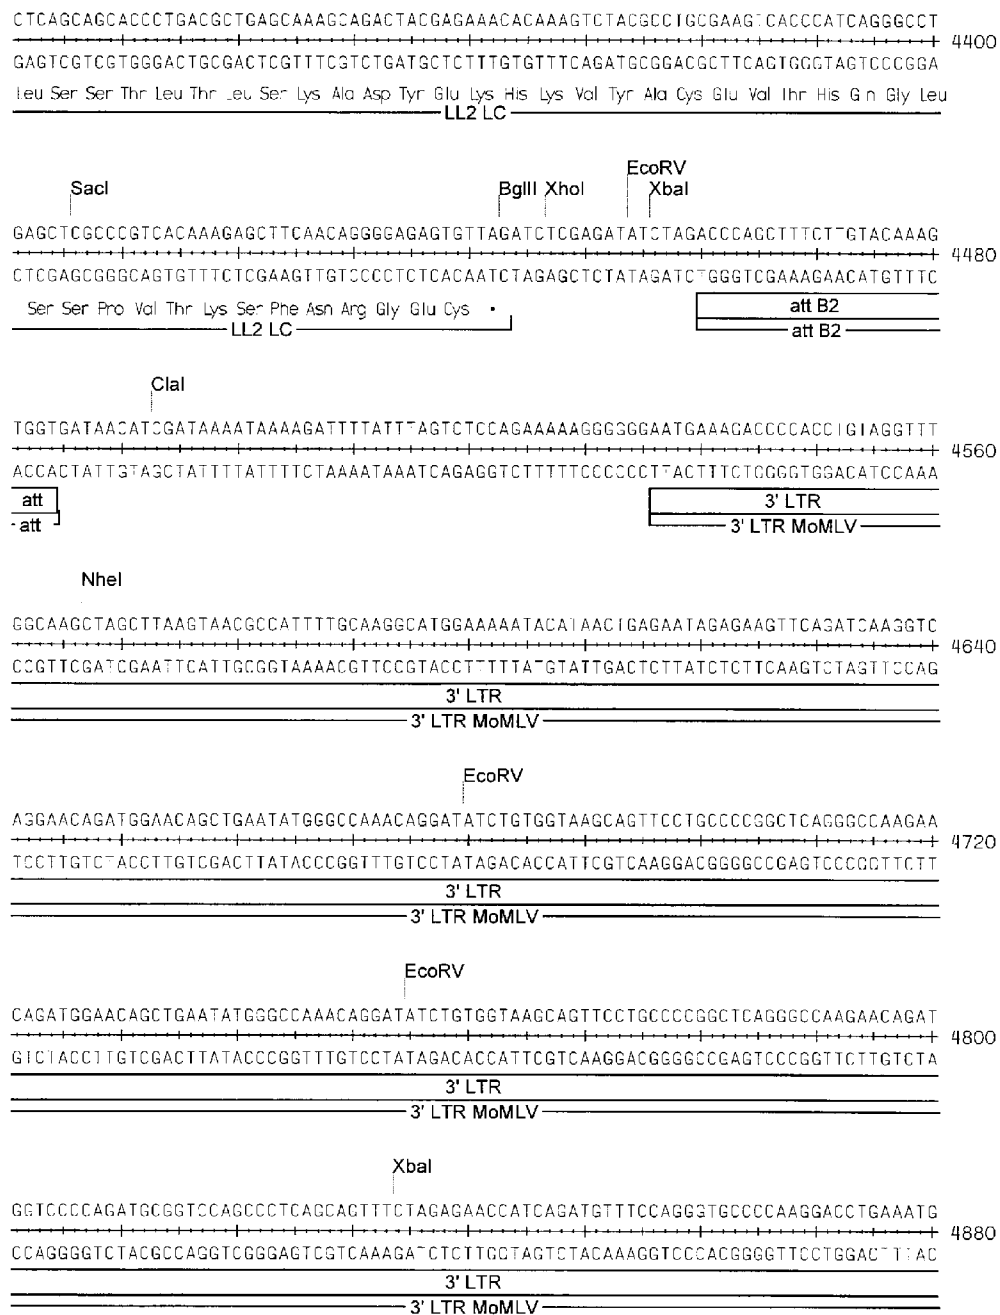 CTCAGCAGCACCCTGACGCTGAGCAAAGCAGACTACGAGAAACACAAAGTCTACGCCTGCGAAGTCACCCATCAGGGCCT
4400
GAGTCGTCGTGGGACTGCGACTCGTTTCGTCTGATGCTCTTTGTGTTTCAGATGCGGACGCTTCAGTGGGTAGTCCCGGA
Leu Ser Ser Thr Leu Thr Leu Ser Lys Ala Asp Tyr Glu Lys His Lys Val Tyr Ala Cys Glu Val Thr His Gln Gly Leu
LL2 LC
EcoRV
SacI BglII XhoI XbaI
GAGCTCGCCCGTCACAAAGAGCTTCAACAGGGGAGAGTGTTAGATCTCGAGATATCTAGACCCAGCTTTCTTGTACAAAG
4480
CTCGAGCGGGCAGTGTTTCTCGAAGTTGTCCCCTCTCACAATCTAGAGCTCTATAGATCTGGGTCGAAAGAACATGTTTC
Ser Ser Pro Val Thr Lys Ser Phe Asn Arg Gly Glu Cys •
att B2
LL2 LC att B2
ClaI
TGGTGATAACATCGATAAAATAAAAGATTTTATTTAGTCTCCAGAAAAAGGGGGGAATGAAAGACCCCACCTGTAGGTTT
4560
ACCACTATTGTAGCTATTTTATTTTCTAAAATAAATCAGAGGTCTTTTTCCCCCCTTACTTTCTGGGGTGGACATCCAAA
att 3' LTR
att 3' LTR MoMLV
NheI
GGCAAGCTAGCTTAAGTAACGCCATTTTGCAAGGCATGGAAAAATACATAACTGAGAATAGAGAAGTTCAGATCAAGGTC
4640
CCGTTCGATCGAATTCATTGCGGTAAAACGTTCCGTACCTTTTTATGTATTGACTCTTATCTCTTCAAGTCTAGTTCCAG
3' LTR
3' LTR MoMLV
EcoRV
AGGAACAGATGGAACAGCTGAATATGGGCCAAACAGGATATCTGTGGTAAGCAGTTCCTGCCCCGGCTCAGGGCCAAGAA
4720
TCCTTGTCTACCTTGTCGACTTATACCCGGTTTGTCCTATAGACACCATTCGTCAAGGACGGGGCCGAGTCCCGGTTCTT
3' LTR
3' LTR MoMLV
EcoRV
CAGATGGAACAGCTGAATATGGGCCAAACAGGATATCTGTGGTAAGCAGTTCCTGCCCCGGCTCAGGGCCAAGAACAGAT
4800
GTCTACCTTGTCGACTTATACCCGGTTTGTCCTATAGACACCATTCGTCAAGGACGGGGCCGAGTCCCGGTTCTTGTCTA
3' LTR
3' LTR MoMLV
XbaI
GGTCCCCAGATGCGGTCCAGCCCTCAGCAGTTTCTAGAGAACCATCAGATGTTTCCAGGGTGCCCCAAGGACCTGAAATG
4880
CCAGGGGTCTACGCCAGGTCGGGAGTCGTCAAAGATCTCTTGGTAGTCTACAAAGGTCCCACGGGGTTCCTGGACTTTAC
3' LTR
3' LTR MoMLV